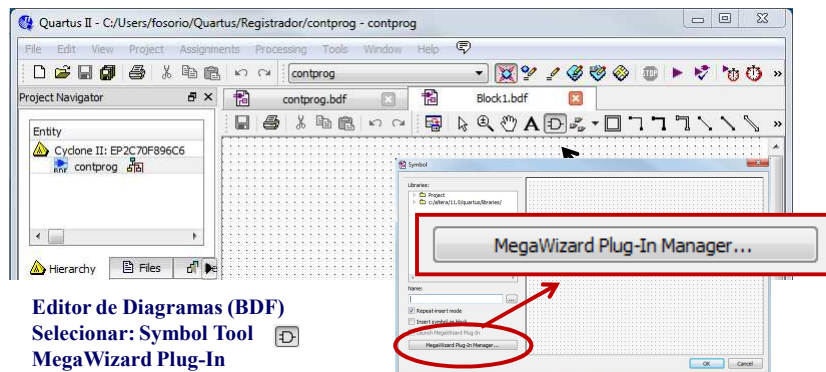 Quartus II - C:/Users/fosorio/Quartus/Registrador/contprog - contprog
File Edit View Project Assignments Processing Tools Window Help
contprog
Project Navigator
contprog.bdf
Block1.bdf
Entity
Cyclone II: EP2C70F896C6
contprog
Hierarchy
Files
Symbol
Libraries:
Project
c:/altera/11.0/quartus/libraries/
MegaWizard Plug-In Manager...
Name:
Repeat-insert mode
Insert symbol as block
Launch MegaWizard Plug-In
MegaWizard Plug-In Manager...
OK
Cancel
Editor de Diagramas (BDF)
Selecionar: Symbol Tool
MegaWizard Plug-In